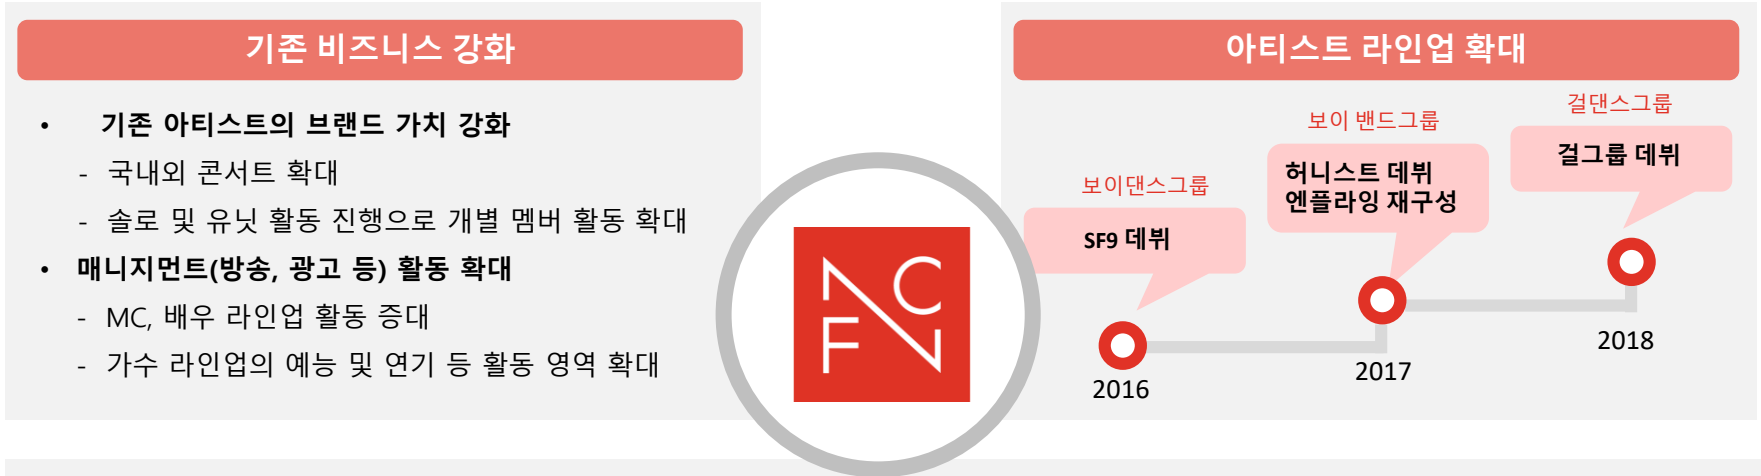 기존 비즈니스 강화
• 기존 아티스트의 브랜드 가치 강화
- 국내외 콘서트 확대
- 솔로 및 유닛 활동 진행으로 개별 멤버 활동 확대
• 매니지먼트(방송, 광고 등) 활동 확대
- MC, 배우 라인업 활동 증대
- 가수 라인업의 예능 및 연기 등 활동 영역 확대
FNC
아티스트 라인업 확대
보이댄스그룹
SF9 데뷔
2016
보이 밴드그룹
허니스트 데뷔
엔플라잉 재구성
2017
걸댄스그룹
걸그룹 데뷔
2018